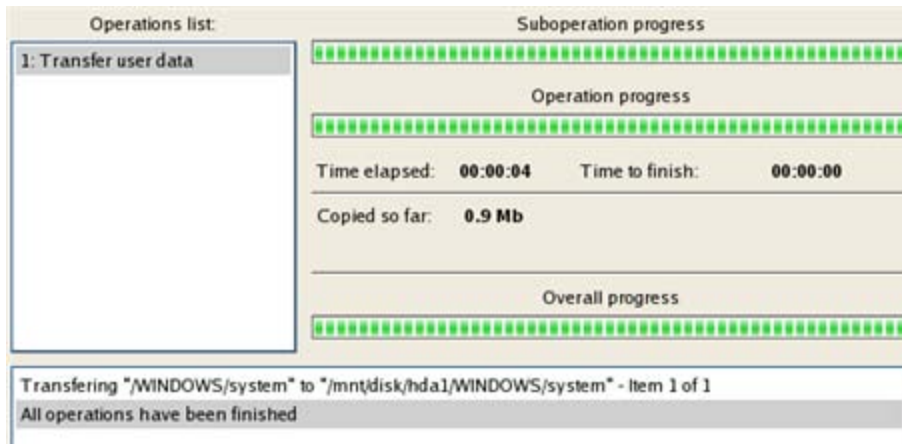 Operations list:
1: Transfer user data
Suboperation progress
Operation progress
Time elapsed: 00:00:04 Time to finish: 00:00:00
Copied so far: 0.9 Mb
Overall progress
Transfering "/WINDOWS/system" to "/mnt/disk/hda1/WINDOWS/system" - Item 1 of 1
All operations have been finished